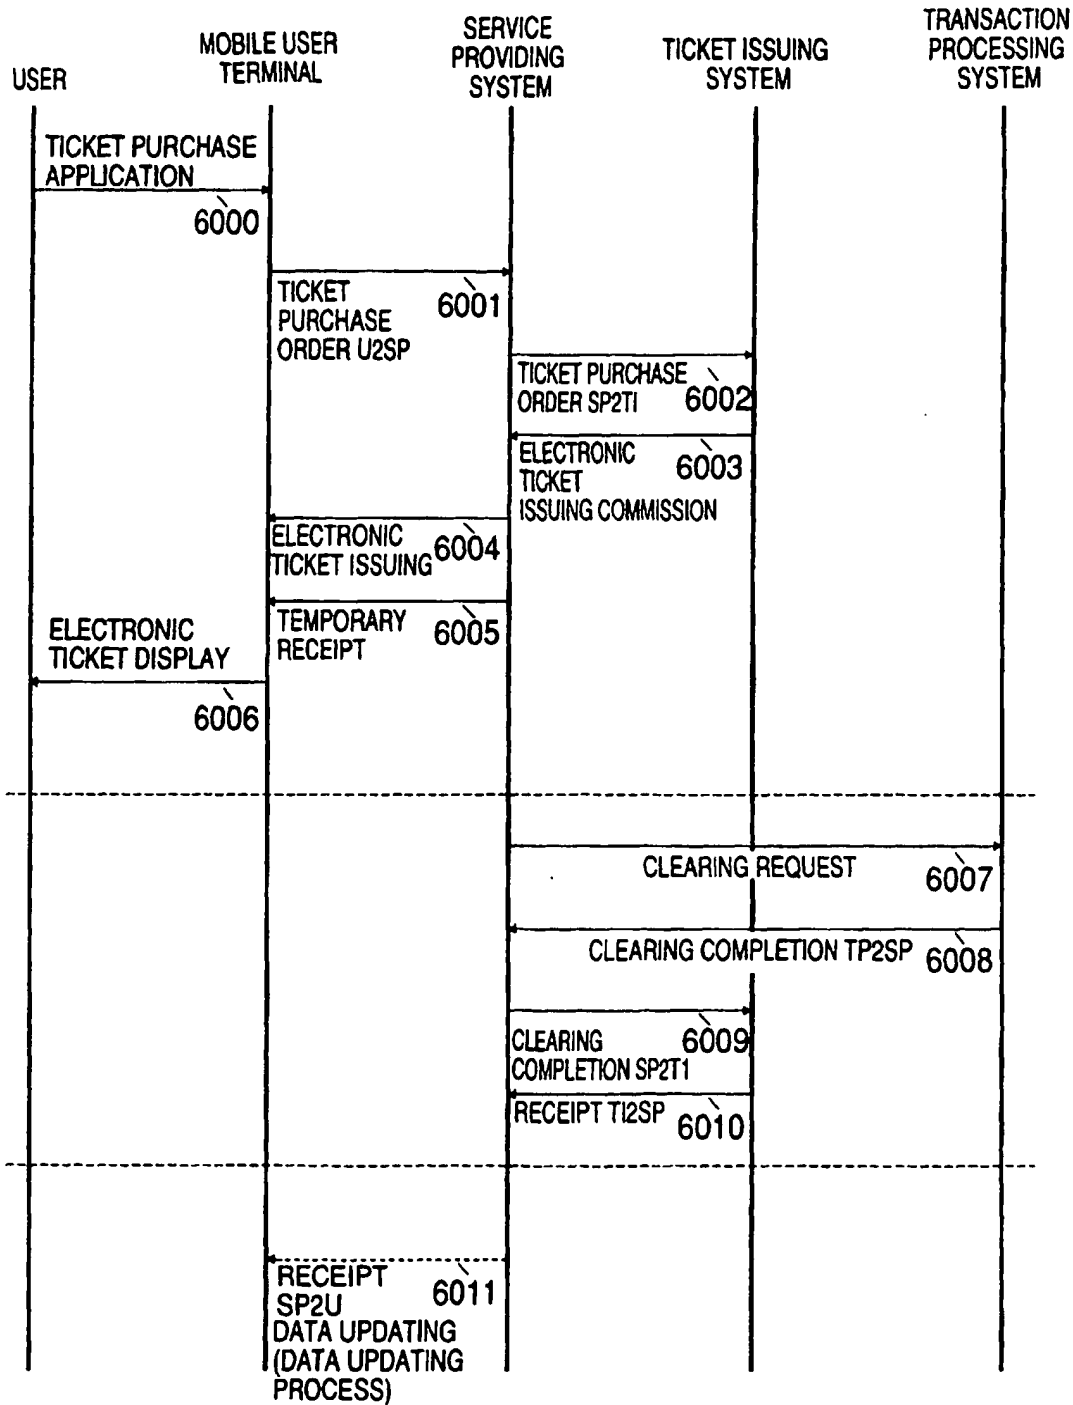 USER
MOBILE USER
TERMINAL
SERVICE
PROVIDING
SYSTEM
TICKET ISSUING
SYSTEM
TRANSACTION
PROCESSING
SYSTEM
TICKET PURCHASE
APPLICATION
6000
TICKET
PURCHASE
ORDER U2SP
6001
TICKET PURCHASE
ORDER SP2TI
6002
ELECTRONIC
TICKET
ISSUING COMMISSION
6003
ELECTRONIC
TICKET ISSUING
6004
TEMPORARY
RECEIPT
6005
ELECTRONIC
TICKET DISPLAY
6006
CLEARING REQUEST
6007
CLEARING COMPLETION TP2SP
6008
CLEARING
COMPLETION SP2T1
6009
RECEIPT TI2SP
6010
RECEIPT
SP2U
DATA UPDATING
(DATA UPDATING
PROCESS)
6011